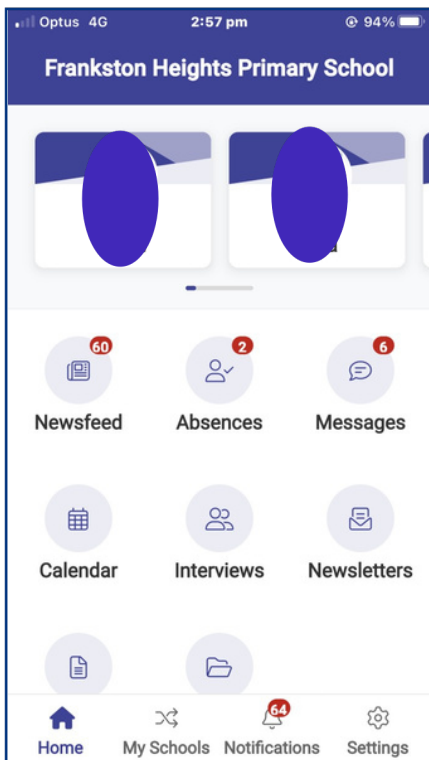 Optus 4G 2:57 pm 94%
Frankston Heights Primary School
60 2 6
Newsfeed Absences Messages
Calendar Interviews Newsletters
64
Home My Schools Notifications Settings